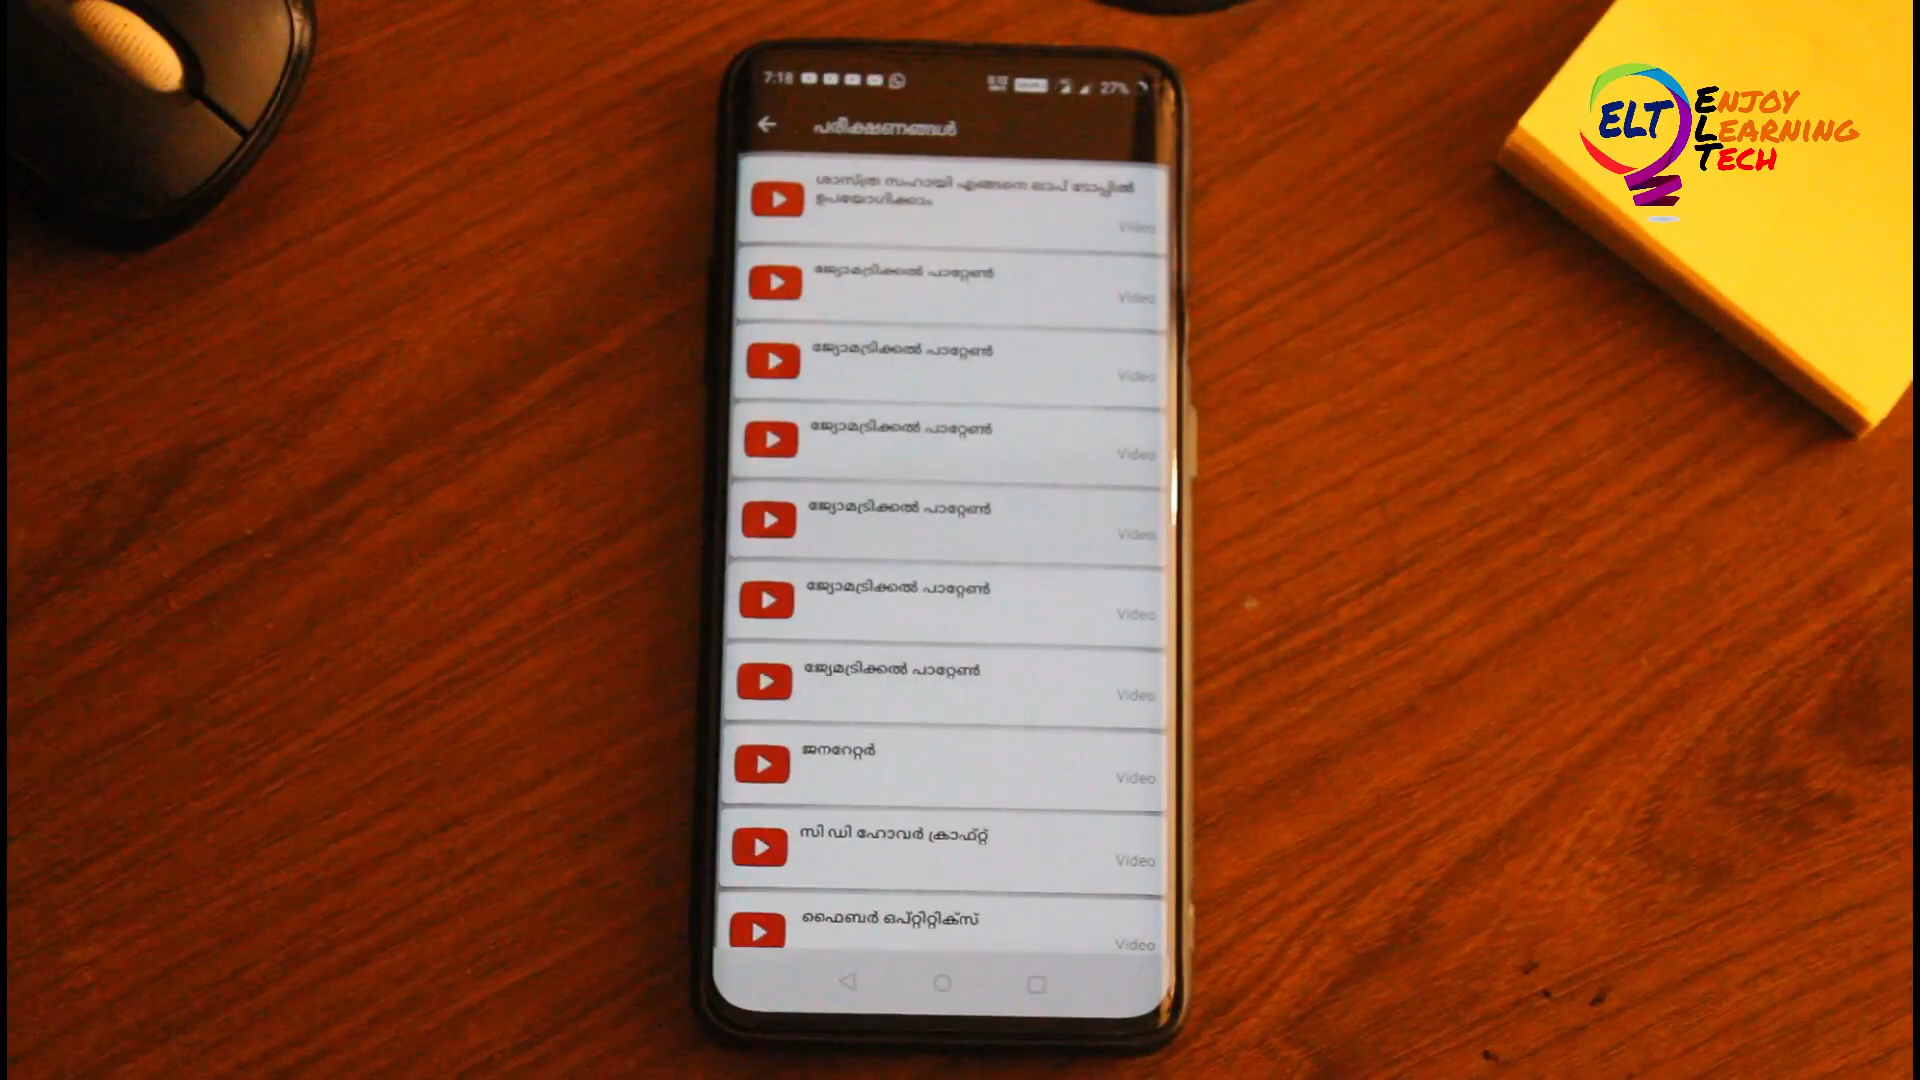 7:18
27%
പരീക്ഷണങ്ങൾ
ശാസ്ത്ര സഹായി എങ്ങനെ ലാപ് ടോപ്പിൽ
ഉപയോഗിക്കാം
Video
ജ്യോമട്രിക്കൽ പാറ്റേൺ
Video
ജ്യോമട്രിക്കൽ പാറ്റേൺ
Video
ജ്യോമട്രിക്കൽ പാറ്റേൺ
Video
ജ്യോമട്രിക്കൽ പാറ്റേൺ
Video
ജ്യോമട്രിക്കൽ പാറ്റേൺ
Video
ജ്യേമട്രിക്കൽ പാറ്റേൺ
Video
ജനറേറ്റർ
Video
സി ഡി ഹോവർ ക്രാഫ്റ്റ്
Video
ഫൈബർ ഒപ്റ്റിറ്റിക്സ്
Video
ELT
ENJOY
LEARNING
TECH